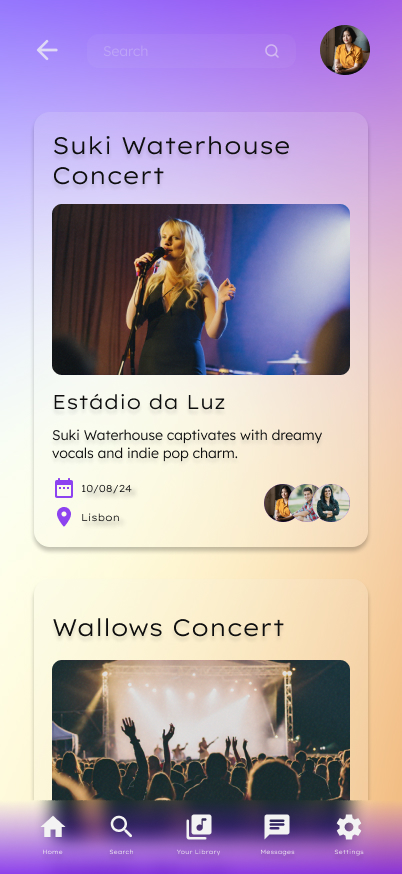 Search
Suki Waterhouse
Concert
Estádio da Luz
Suki Waterhouse captivates with dreamy
vocals and indie pop charm.
10/08/24
Lisbon
Wallows Concert
Home Search Your Library Messages Settings